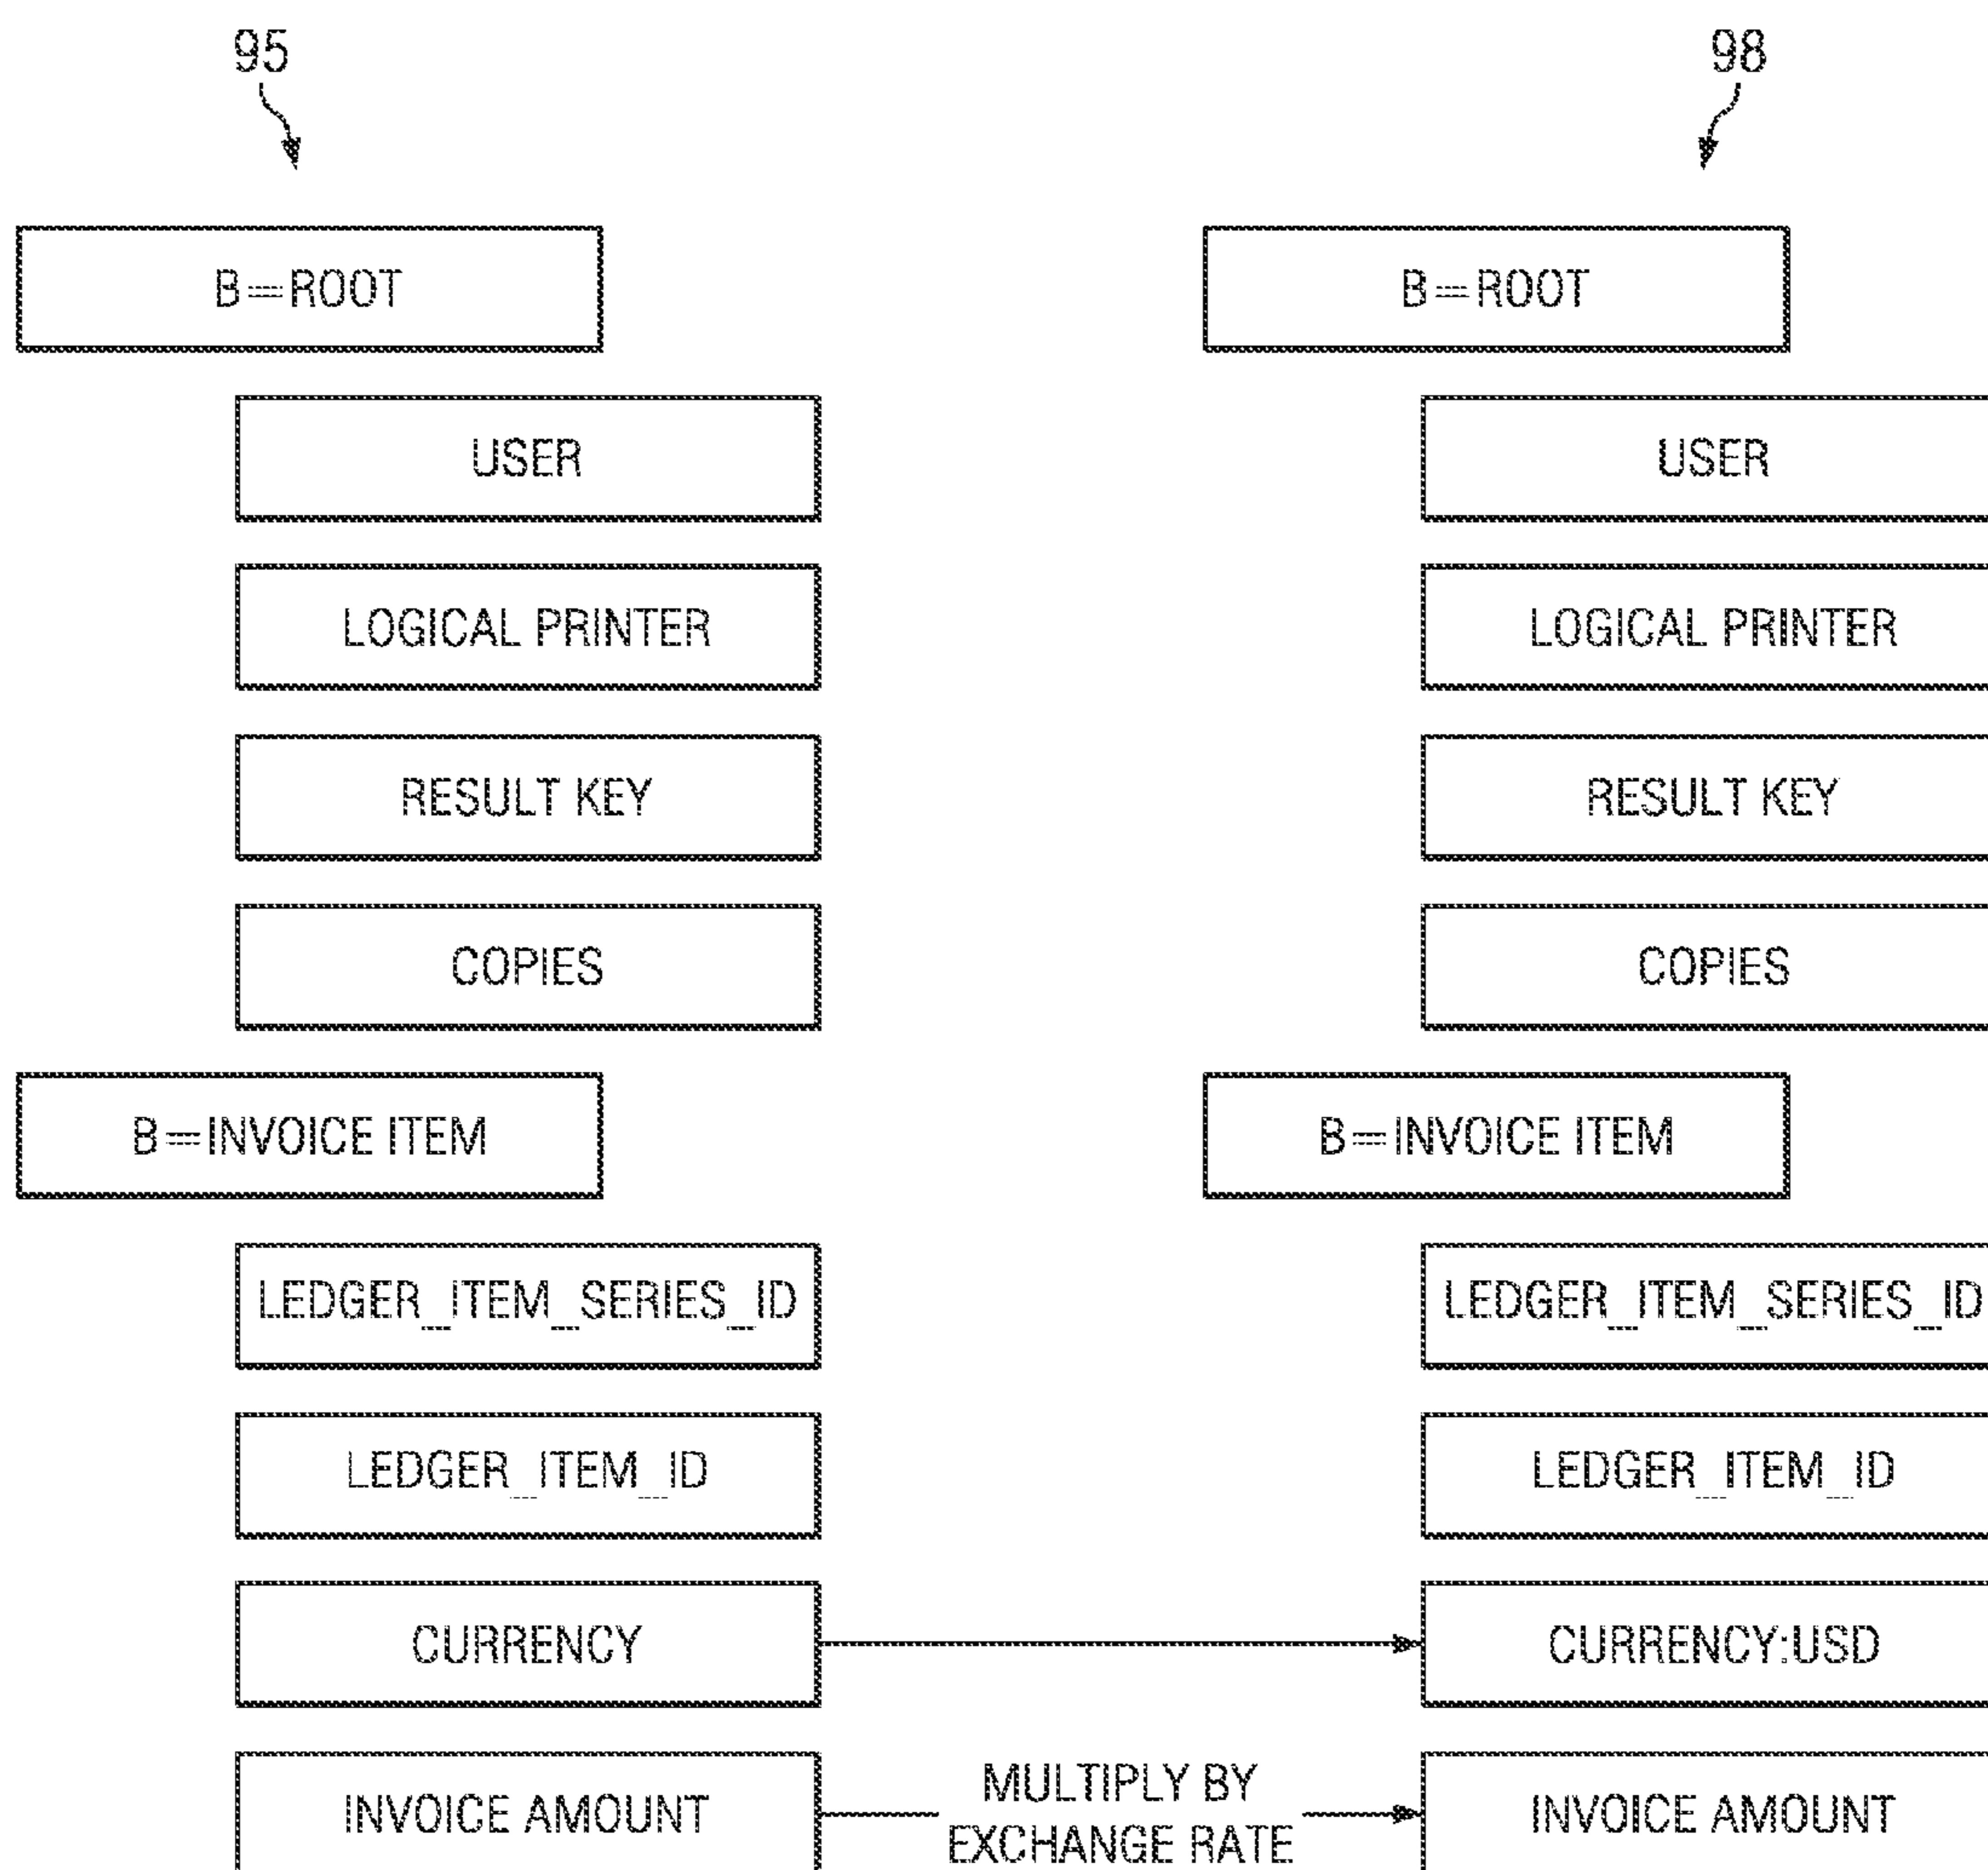 95
98
B=ROOT
B=ROOT
USER
USER
LOGICAL PRINTER
LOGICAL PRINTER
RESULT KEY
RESULT KEY
COPIES
COPIES
B=INVOICE ITEM
B=INVOICE ITEM
LEDGER_ITEM_SERIES_ID
LEDGER_ITEM_SERIES_ID
LEDGER_ITEM_ID
LEDGER_ITEM_ID
CURRENCY
CURRENCY:USD
INVOICE AMOUNT
MULTIPLY BY
EXCHANGE RATE
INVOICE AMOUNT